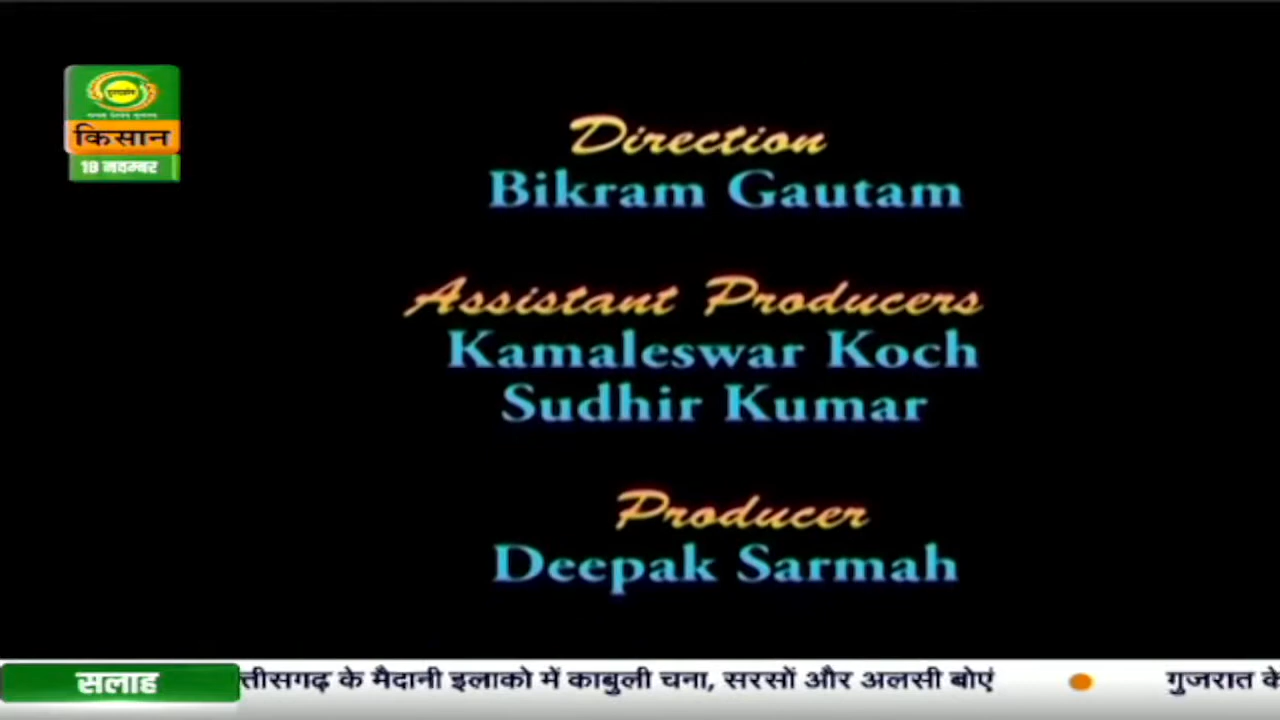 किसान
18 नवम्बर
Direction
Bikram Gautam
Assistant Producers
Kamaleswar Koch
Sudhir Kumar
Producer
Deepak Sarmah
सलाह
त्तीसगढ़ के मैदानी इलाको में काबुली चना, सरसों और अलसी बोएं
गुजरात के